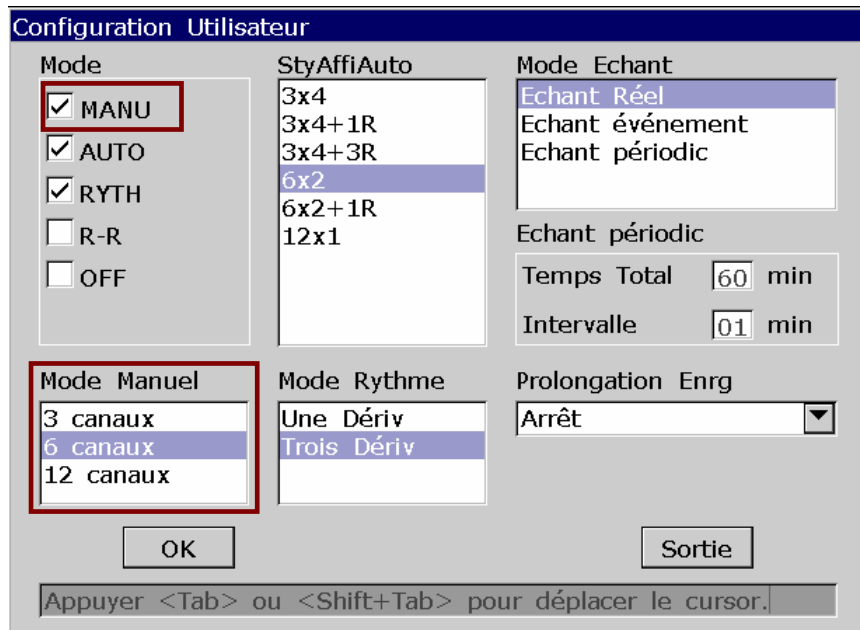 Configuration Utilisateur
Mode
MANU
AUTO
RYTH
R-R
OFF
StyAffiAuto
3x4
3x4+1R
3x4+3R
6x2
6x2+1R
12x1
Mode Echant
Echant Réel
Echant événement
Echant périodic
Echant périodic
Temps Total 60 min
Intervalle 01 min
Mode Manuel
3 canaux
6 canaux
12 canaux
Mode Rythme
Une Dériv
Trois Dériv
Prolongation Enrg
Arrêt
OK
Sortie
Appuyer <Tab> ou <Shift+Tab> pour déplacer le cursor.